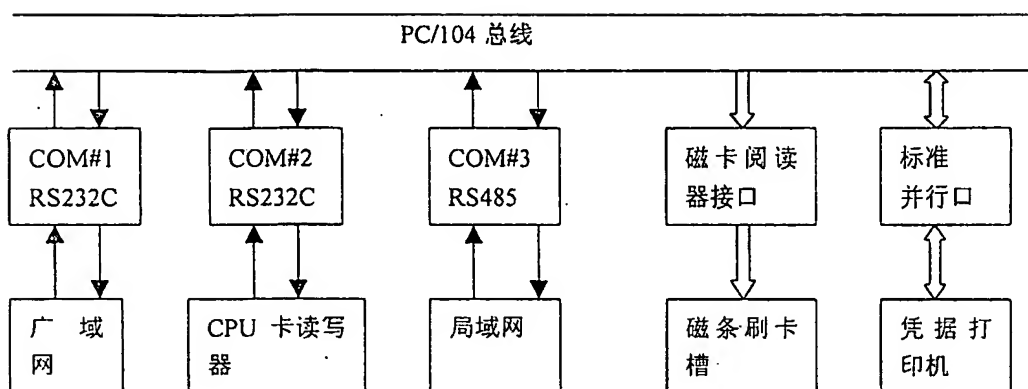 PC/104 总线
COM#1
RS232C
COM#2
RS232C
COM#3
RS485
磁卡阅读
器接口
标准
并行口
广域
网
CPU 卡读写
器
局域网
磁条刷卡
槽
凭据打
印机